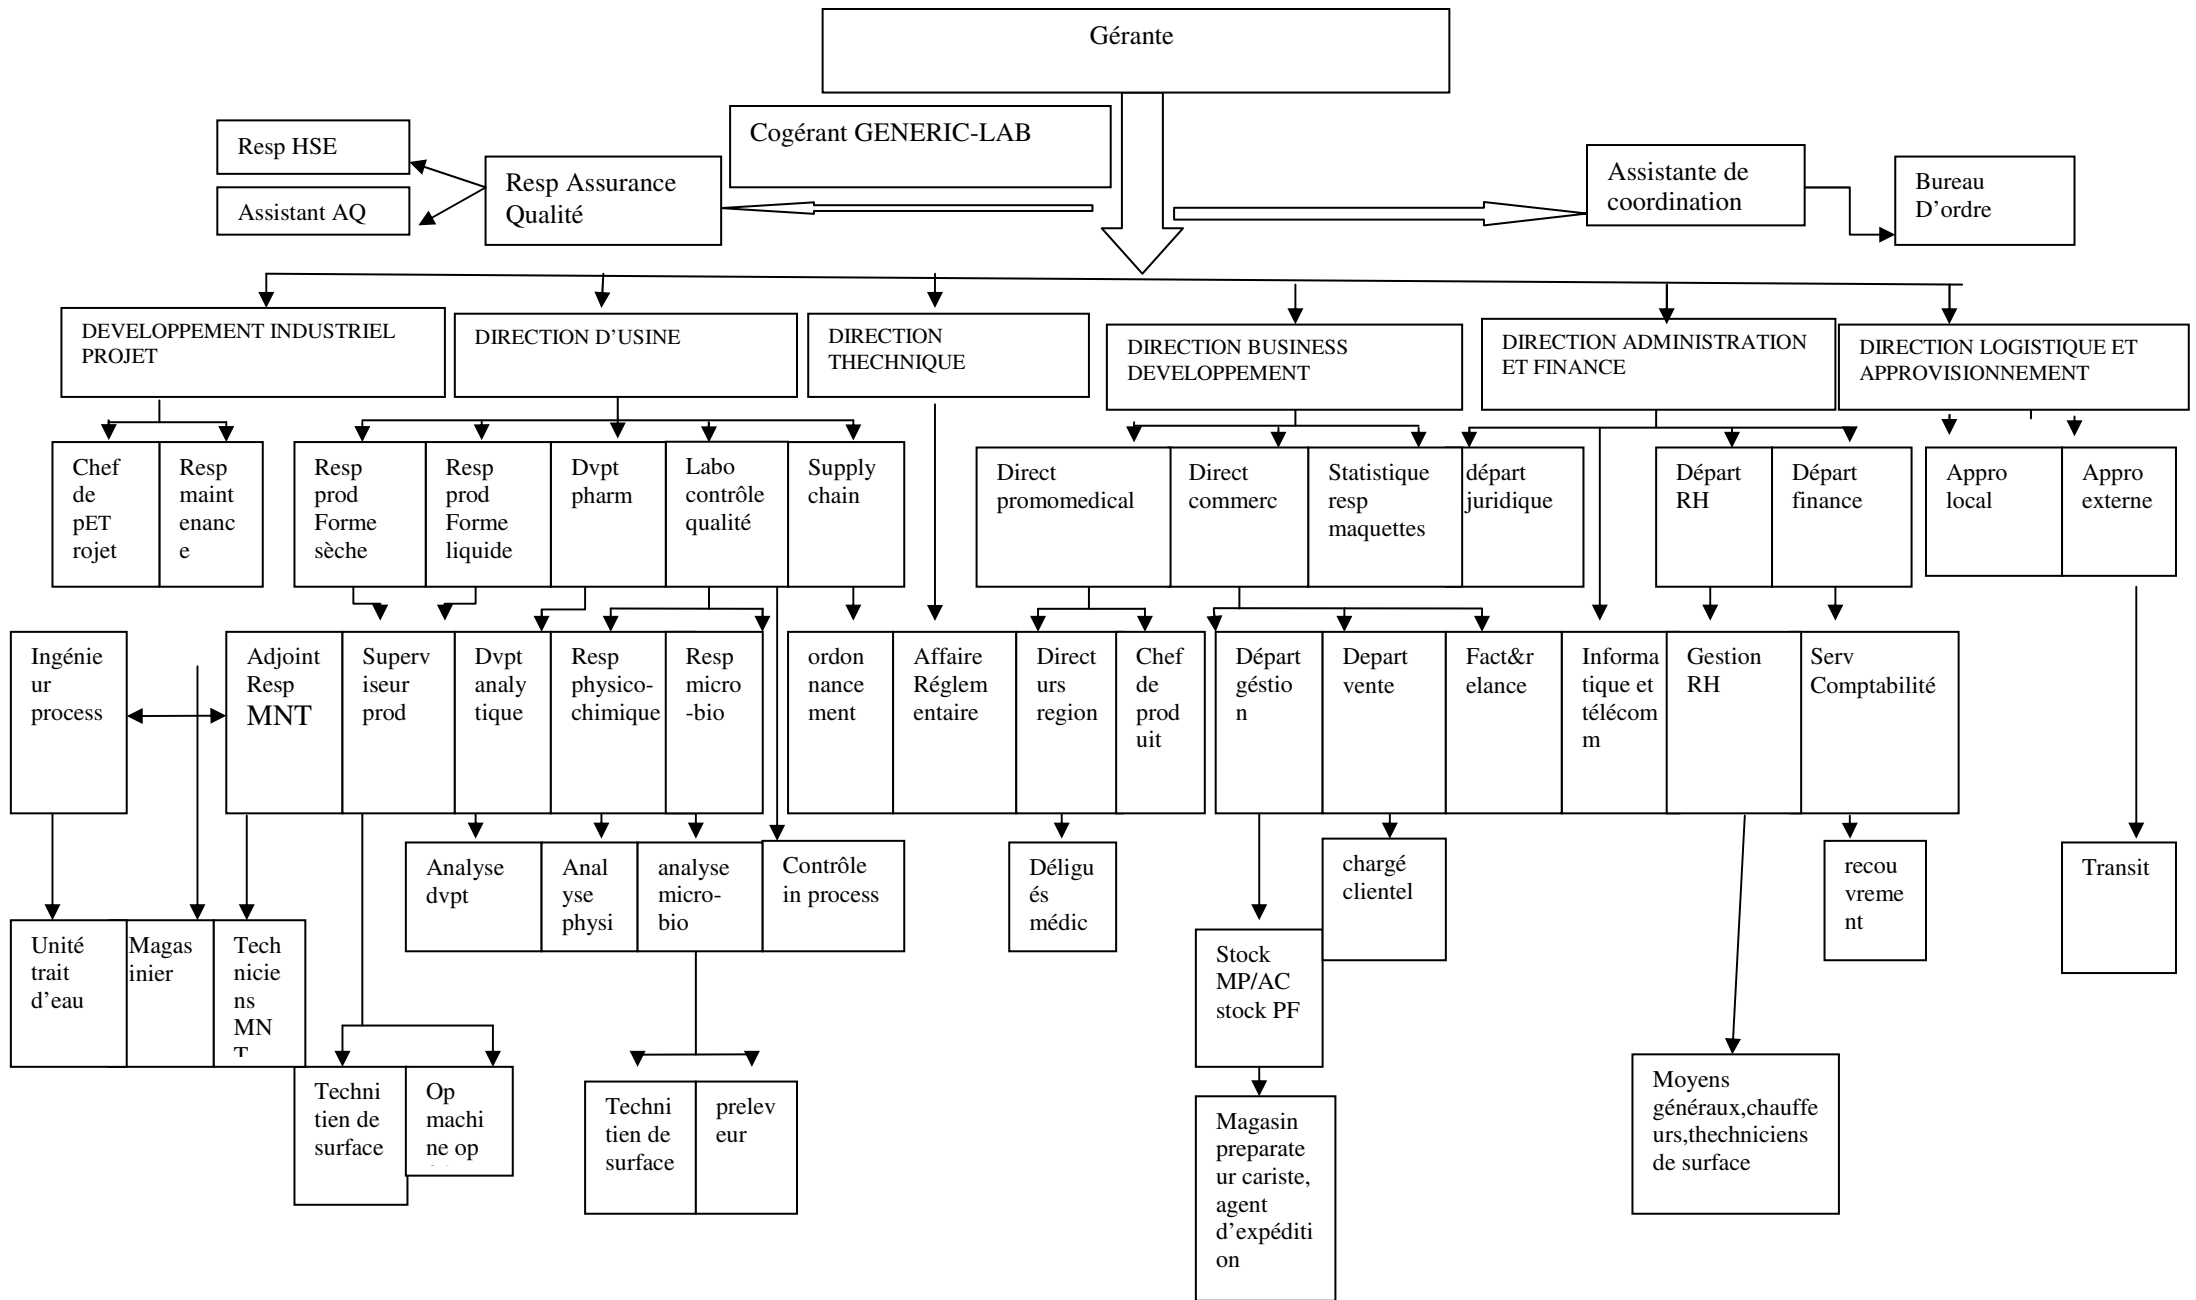 Gérante
Cogérant GENERIC-LAB
Resp HSE
Assistant AQ
Resp Assurance
Qualité
Assistante de
coordination
Bureau
D’ordre
DEVELOPPEMENT INDUSTRIEL
PROJET
DIRECTION D’USINE
DIRECTION
THECHNIQUE
DIRECTION BUSINESS
DEVELOPPEMENT
DIRECTION ADMINISTRATION
ET FINANCE
DIRECTION LOGISTIQUE ET
APPROVISIONNEMENT
Chef
de
pET
rojet
Resp
maint
enanc
e
Resp
prod
Forme
sèche
Resp
prod
Forme
liquide
Dvpt
pharm
Labo
contrôle
qualité
Supply
chain
Direct
promomedical
Direct
commerc
Statistique
resp
maquettes
départ
juridique
Départ
RH
Départ
finance
Appro
local
Appro
externe
Ingénie
ur
process
Adjoint
Resp
MNT
Superv
iseur
prod
Dvpt
analy
tique
Resp
physico-
chimique
Resp
micro
-bio
ordon
nance
ment
Affaire
Réglem
entaire
Direct
urs
region
Chef
de
prod
uit
Départ
géstio
n
Depart
vente
Fact&r
elance
Informa
tique et
télécom
m
Gestion
RH
Serv
Comptabilité
Analyse
dvpt
Anal
yse
physi
analyse
micro-
bio
Contrôle
in process
Déligu
és
médic
chargé
clientel
recou
vreme
nt
Transit
Unité
trait
d’eau
Magas
inier
Tech
nicie
ns
MN
T
Stock
MP/AC
stock PF
Techni
tien de
surface
Op
machi
ne op
Techni
tien de
surface
prelev
eur
Magasin
preparate
ur cariste,
agent
d’expéditi
on
Moyens
généraux,chauffe
urs,thechniciens
de surface